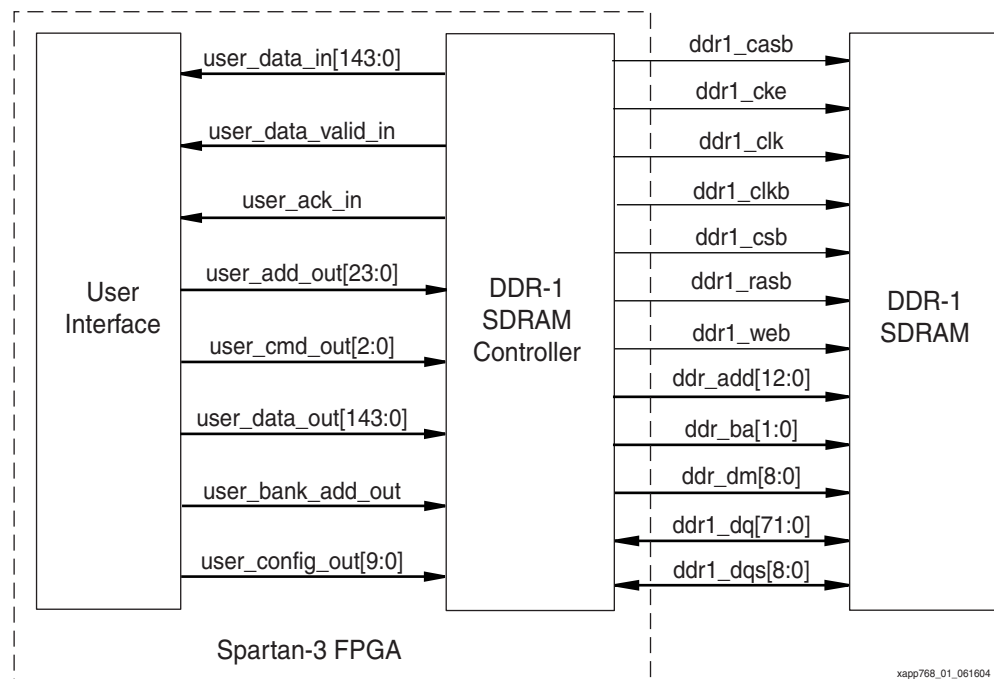 user_data_in[143:0]
user_data_valid_in
user_ack_in
user_add_out[23:0]
user_cmd_out[2:0]
user_data_out[143:0]
user_bank_add_out
user_config_out[9:0]
User
Interface
DDR-1
SDRAM
Controller
ddr1_casb
ddr1_cke
ddr1_clk
ddr1_clkb
ddr1_csb
ddr1_rasb
ddr1_web
ddr_add[12:0]
ddr_ba[1:0]
ddr_dm[8:0]
ddr1_dq[71:0]
ddr1_dqs[8:0]
DDR-1
SDRAM
Spartan-3 FPGA
xapp768_01_061604